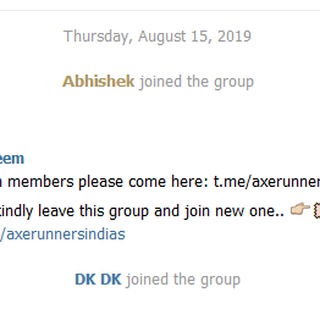 Thursday, August 15, 2019
Abhishek joined the group
eem
members please come here: t.me/axerunner
kindly leave this group and join new one.. 👉🏻
/axerunnersindias
DK DK joined the group